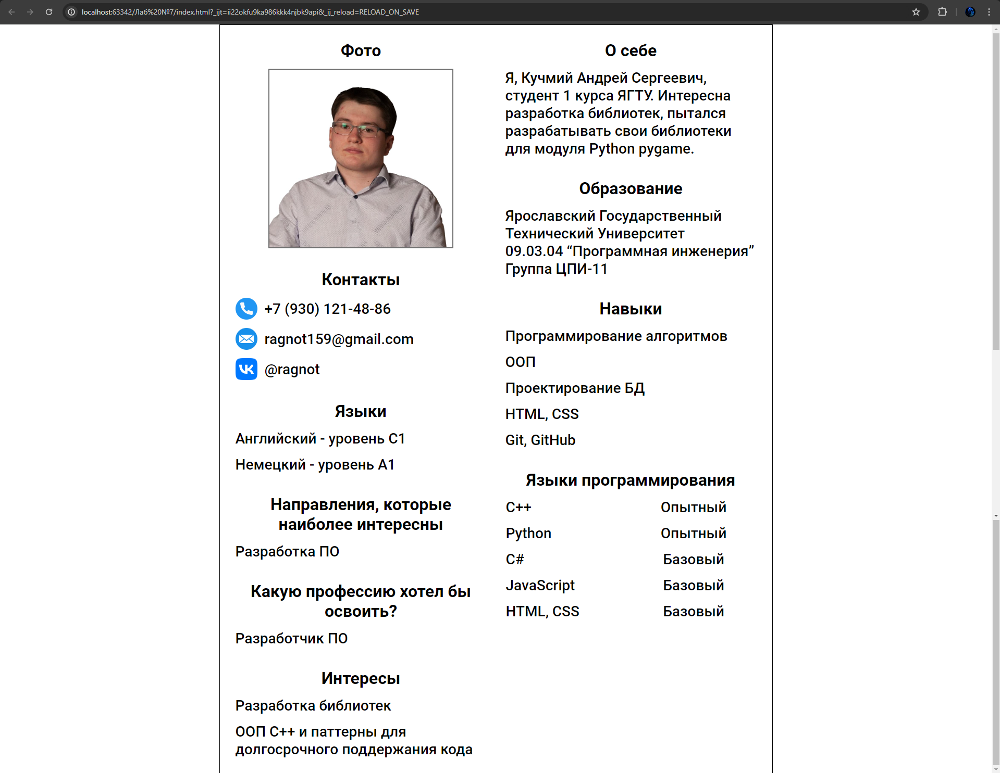 localhost:63342/Лаб%20№7/index.html?_ijt=ii22okfu9ka986kkk4njbk9api&_ij_reload=RELOAD_ON_SAVE
Фото
Контакты
+7 (930) 121-48-86
ragnot159@gmail.com
@ragnot
Языки
Английский - уровень C1
Немецкий - уровень A1
Направления, которые
наиболее интересны
Разработка ПО
Какую профессию хотел бы
освоить?
Разработчик ПО
Интересы
Разработка библиотек
ООП C++ и паттерны для
долгосрочного поддержания кода
О себе
Я, Кучмий Андрей Сергеевич,
студент 1 курса ЯГТУ. Интересна
разработка библиотек, пытался
разрабатывать свои библиотеки
для модуля Python pygame.
Образование
Ярославский Государственный
Технический Университет
09.03.04 “Программная инженерия”
Группа ЦПИ-11
Навыки
Программирование алгоритмов
ООП
Проектирование БД
HTML, CSS
Git, GitHub
Языки программирования
C++ Опытный
Python Опытный
C# Базовый
JavaScript Базовый
HTML, CSS Базовый